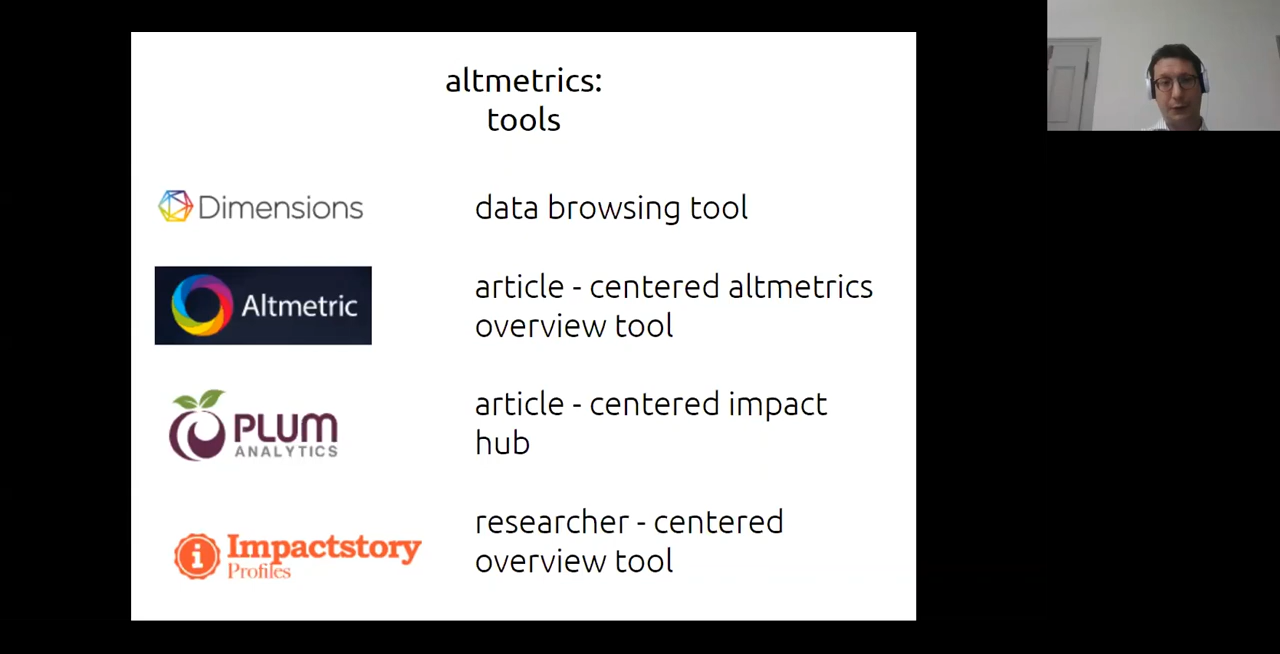 altmetrics:
tools
Dimensions
data browsing tool
Altmetric
article - centered altmetrics
overview tool
PLUM
ANALYTICS
article - centered impact
hub
i
Impactstory
Profiles
researcher - centered
overview tool